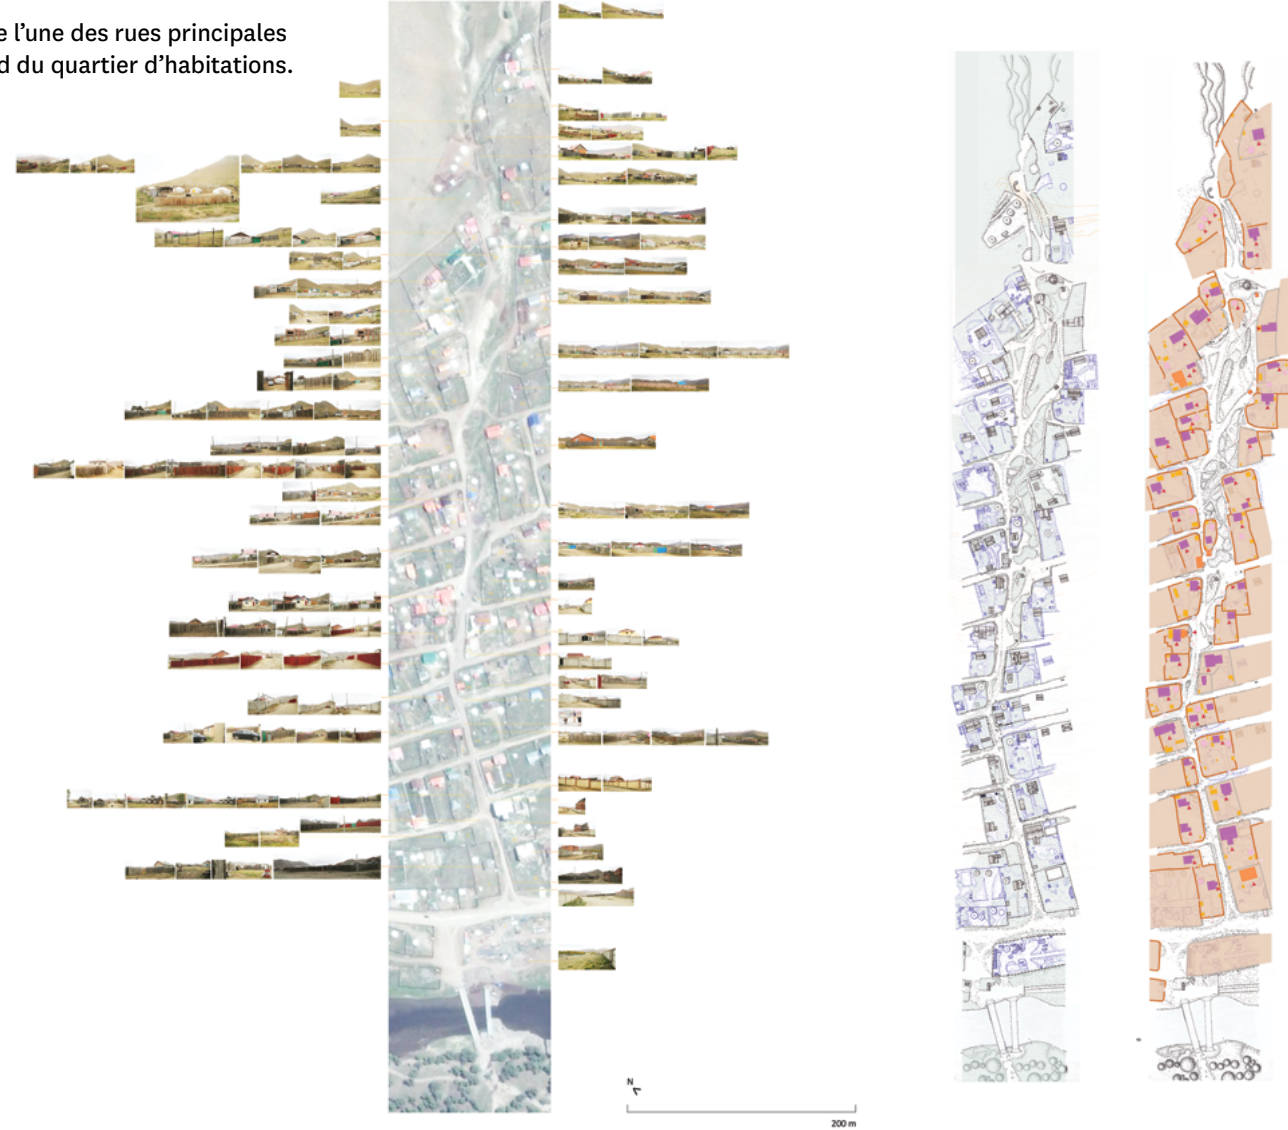 e l’une des rues principales
d du quartier d’habitations.
N
200 m